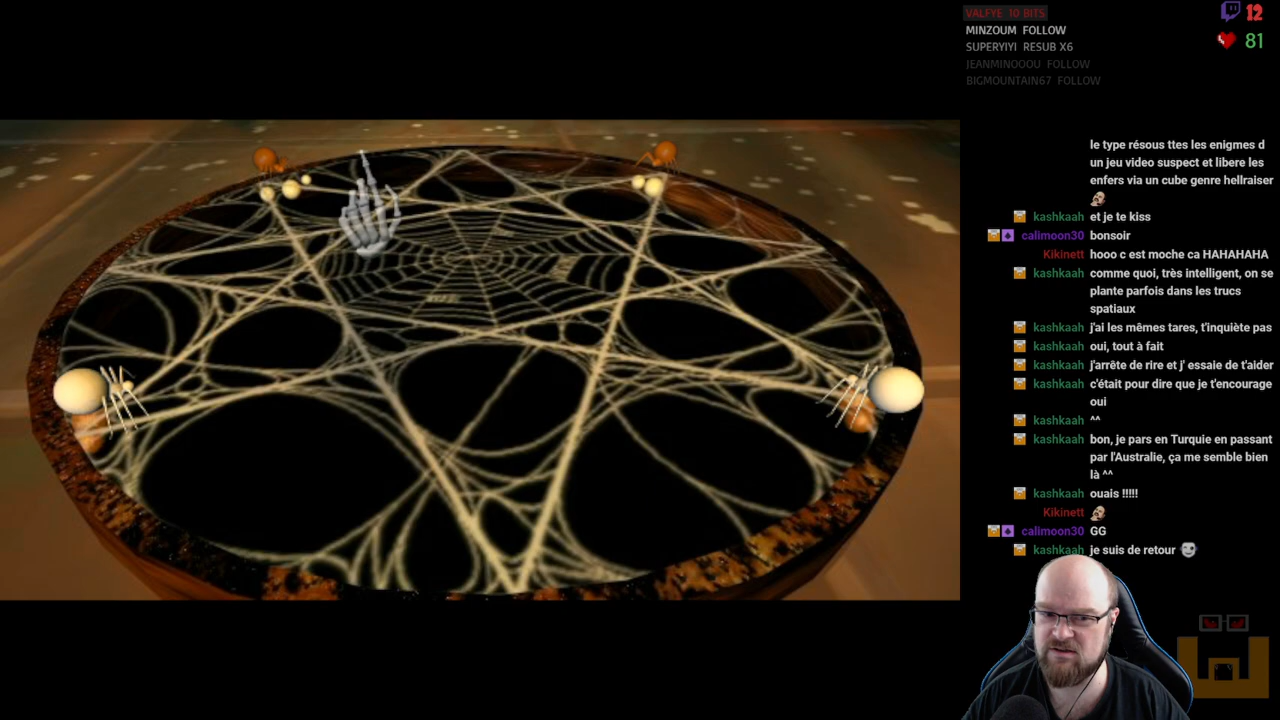 VALFYE 10 BITS
MINZOUM FOLLOW
SUPERYIYI RESUB X6
JEANMINOOOU FOLLOW
BIGMOUNTAIN67 FOLLOW
12
81
le type résous ttes les enigmes d
un jeu video suspect et libere les
enfers via un cube genre hellraiser
kashkaah et je te kiss
calimoon30 bonsoir
Kikinett hooo c est moche ca HAHAHAHA
kashkaah comme quoi, très intelligent, on se
plante parfois dans les trucs
spatiaux
kashkaah j'ai les mêmes tares, t'inquiète pas
kashkaah oui, tout à fait
kashkaah j'arrête de rire et j' essaie de t'aider
kashkaah c'était pour dire que je t'encourage
oui
kashkaah ^^
kashkaah bon, je pars en Turquie en passant
par l'Australie, ça me semble bien
là ^^
kashkaah ouais !!!!!
Kikinett
calimoon30 GG
kashkaah je suis de retour